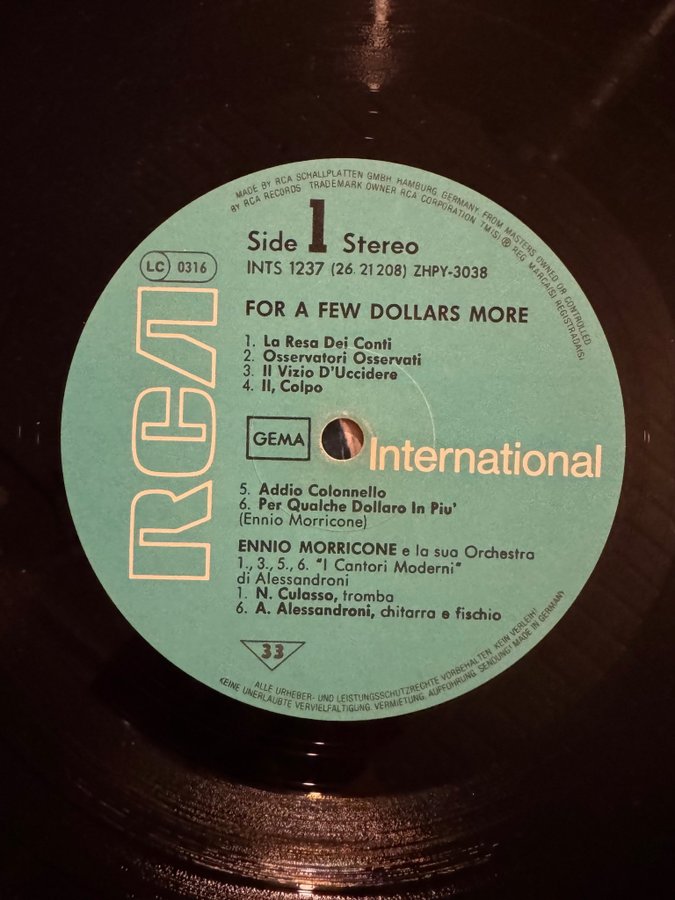 MADE BY RCA SCHALLPLATTEN GMBH HAMBURG, GERMANY, FROM MASTERS OWNED OR CONTROLLED
BY RCA RECORDS TRADEMARK OWNER RCA CORPORATION TM(S) ® REG. MARCA(S) REGISTRADA(S)
Side 1 Stereo
LC 0316
INTS 1237 (26.21208) ZHPY-3038
RCA
FOR A FEW DOLLARS MORE
1. La Resa Dei Conti
2. Osservatori Osservati
3. Il Vizio D'Uccidere
4. Il, Colpo
GEMA
International
5. Addio Colonnello
6. Per Qualche Dollaro In Piu'
(Ennio Morricone)
ENNIO MORRICONE e la sua Orchestra
1., 3., 5., 6. "I Cantori Moderni"
di Alessandroni
1. N. Culasso, tromba
6. A. Alessandroni, chitarra e fischio
33
ALLE URHEBER- UND LEISTUNGSSCHUTZRECHTE VORBEHALTEN. KEIN VERLEIH!
KEINE UNERLAUBTE VERVIELFÄLTIGUNG, VERMIETUNG, AUFFÜHRUNG, SENDUNG! MADE IN GERMANY